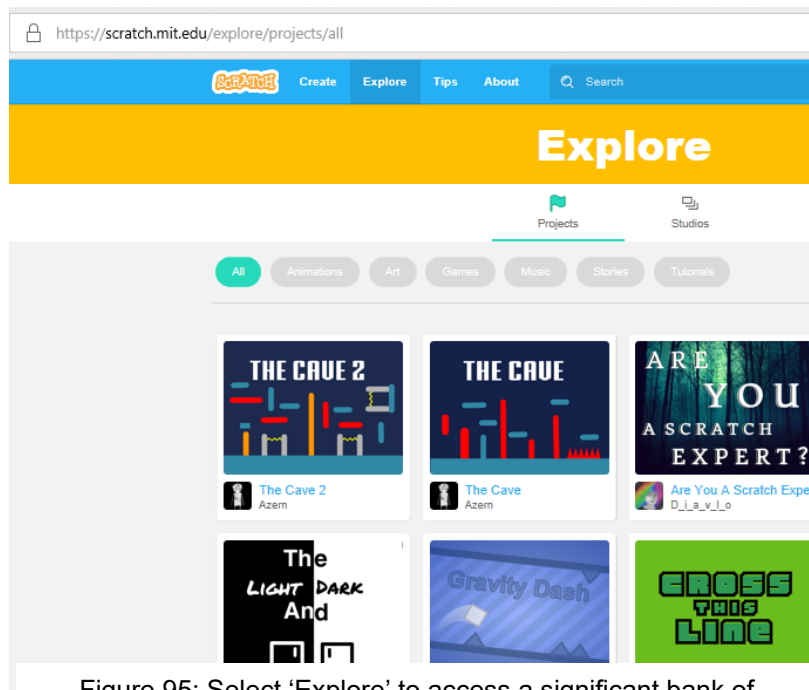 https://scratch.mit.edu/explore/projects/all
SCRATCH Create Explore Tips About Search
Explore
Projects Studios
All Animations Art Games Music Stories Tutorials
THE CAVE 2
THE CAVE
ARE
YOU
A SCRATCH
EXPERT?
The Cave 2
Azern
The Cave
Azern
Are You A Scratch Expe
D_i_a_v_l_o
The
LIGHT DARK
And
Gravity Dash
CROSS
THIS
LINE
Figure 95: Select ‘Explore’ to access a significant bank of